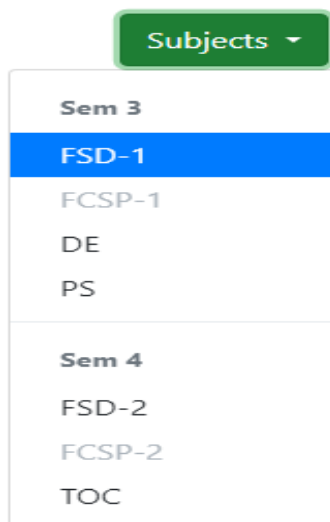 Subjects
Sem 3
FSD-1
FCSP-1
DE
PS
Sem 4
FSD-2
FCSP-2
TOC